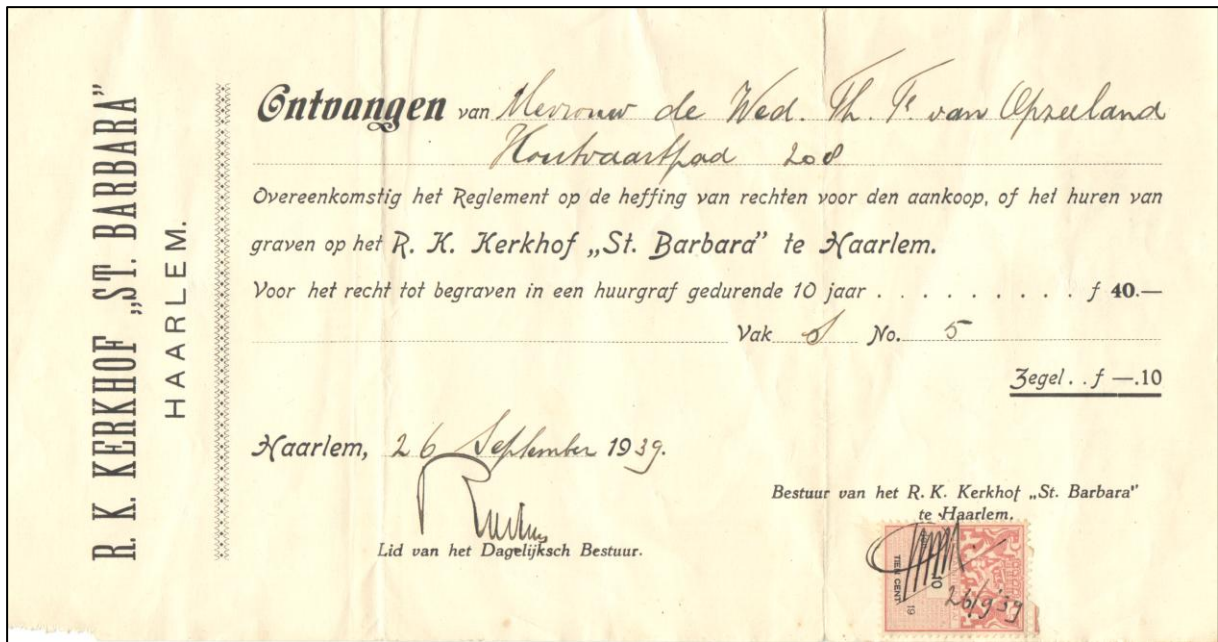 R. K. KERKHOF „ST. BARBARA”
HAARLEM.
Ontvangen van Mevrouw de Wed. Th. F. van Opzeeland
Houtvaartpad 208
Overeenkomstig het Reglement op de heffing van rechten voor den aankoop, of het huren van
graven op het R. K. Kerkhof „St. Barbara” te Haarlem.
Voor het recht tot begraven in een huurgraf gedurende 10 jaar . . . . . . . . . f 40.—
Vak No. 5
Zegel . . f —.10
Haarlem, 26 September 1939.
Lid van het Dagelijksch Bestuur.
Bestuur van het R. K. Kerkhof „St. Barbara”
te Haarlem.
10
TIEN CENT
19
26/9 '39